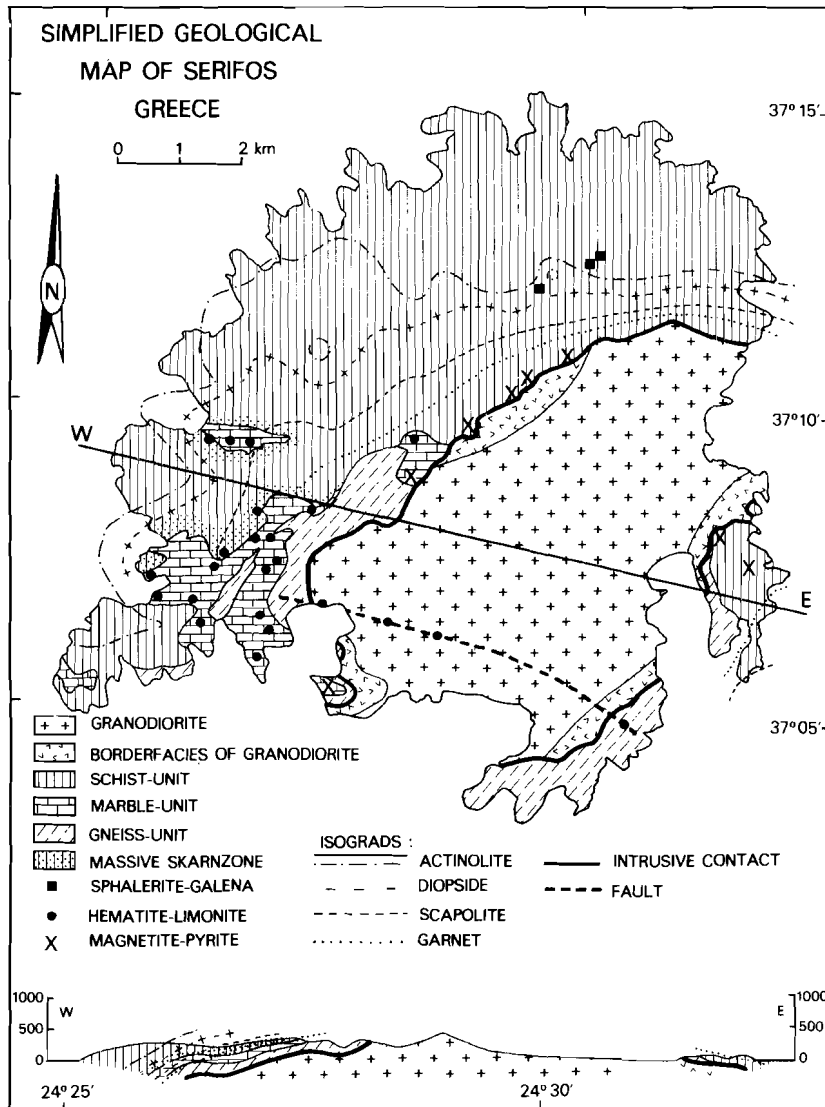 SIMPLIFIED GEOLOGICAL
MAP OF SERIFOS
GREECE
0 1 2 km
N
37° 15'
37° 10'
37° 05'
W
E
GRANODIORITE
BORDERFACIES OF GRANODIORITE
SCHIST-UNIT
MARBLE-UNIT
GNEISS-UNIT
MASSIVE SKARNZONE
SPHALERITE-GALENA
HEMATITE-LIMONITE
MAGNETITE-PYRITE
ISOGRADS :
ACTINOLITE
DIOPSIDE
SCAPOLITE
GARNET
INTRUSIVE CONTACT
FAULT
1000 W E 1000
500 500
0 0
24° 25' 24° 30'